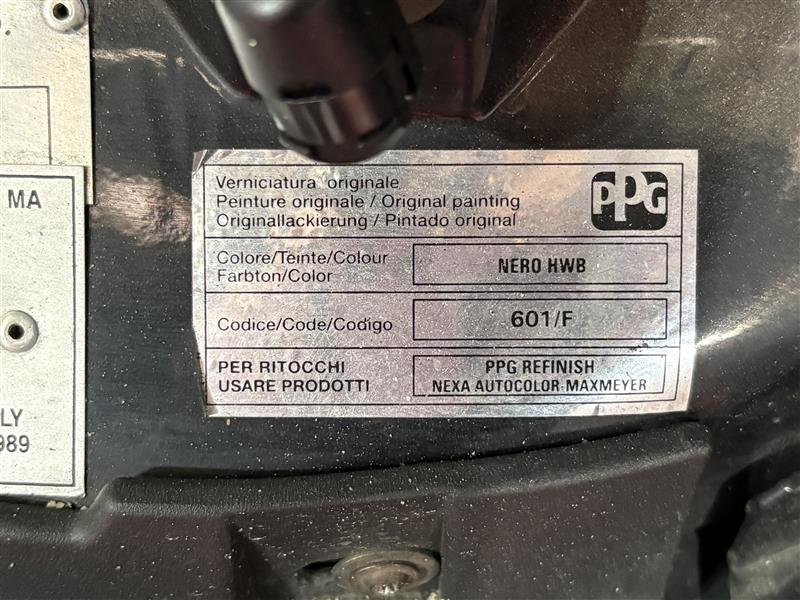 MA
LY
989
Verniciatura originale
Peinture originale / Original painting
Originallackierung / Pintado original
PPG
Colore/Teinte/Colour
Farbton/Color
NERO HWB
Codice/Code/Codigo
601/F
PER RITOCCHI
USARE PRODOTTI
PPG REFINISH
NEXA AUTOCOLOR-MAXMEYER